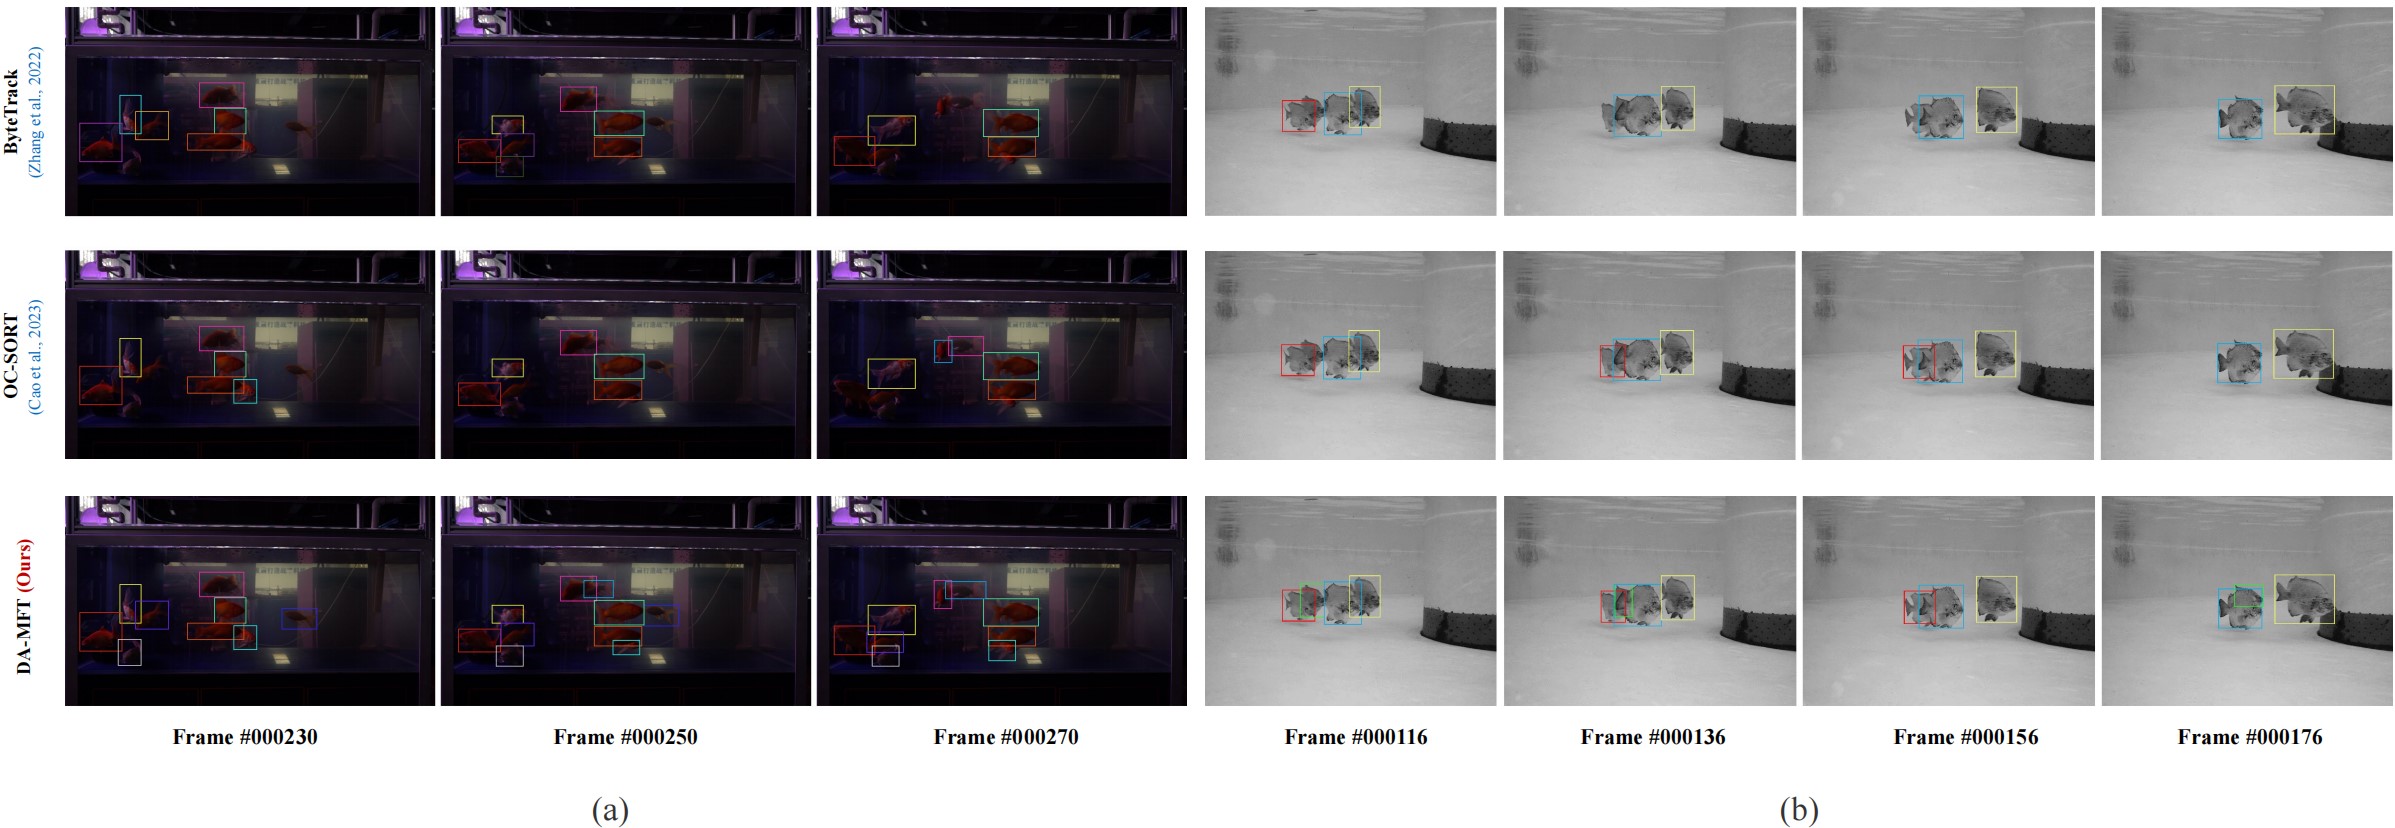 ByteTrack
(Zhang et al., 2022)
OC-SORT
(Cao et al., 2023)
DA-MFT (Ours)
Frame #000230
Frame #000250
Frame #000270
Frame #000116
Frame #000136
Frame #000156
Frame #000176
(a)
(b)